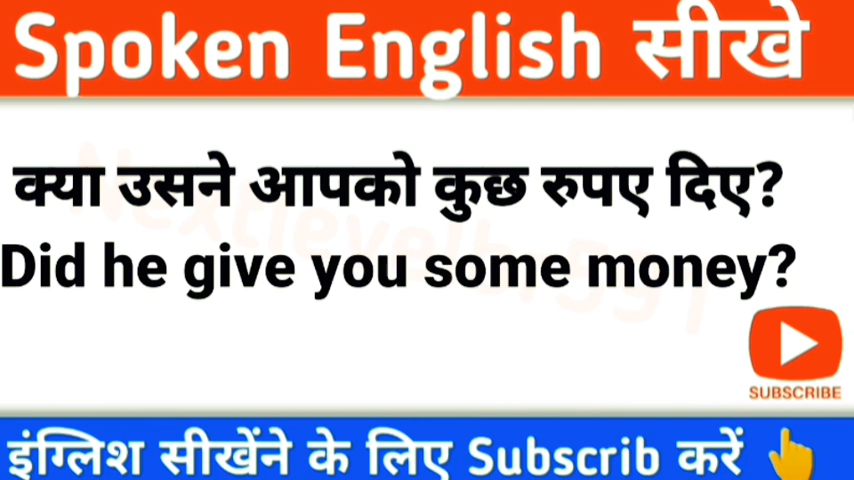 Spoken English सीखे
क्या उसने आपको कुछ रुपए दिए?
Did he give you some money?
SUBSCRIBE
इंग्लिश सीखेंने के लिए Subscrib करें